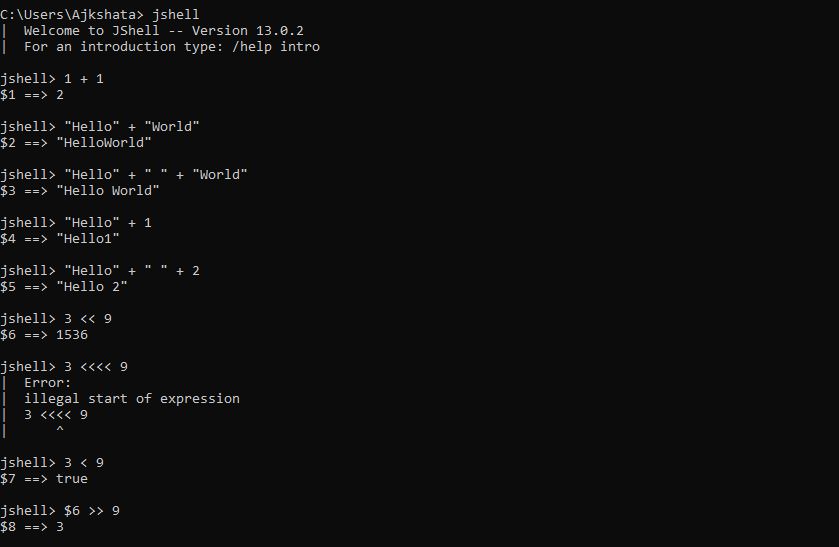 C:\Users\Ajkshata> jshell
|  Welcome to JShell -- Version 13.0.2
|  For an introduction type: /help intro

jshell> 1 + 1
$1 ==> 2

jshell> "Hello" + "World"
$2 ==> "HelloWorld"

jshell> "Hello" + " " + "World"
$3 ==> "Hello World"

jshell> "Hello" + 1
$4 ==> "Hello1"

jshell> "Hello" + " " + 2
$5 ==> "Hello 2"

jshell> 3 << 9
$6 ==> 1536

jshell> 3 <<<< 9
|  Error:
|  illegal start of expression
|  3 <<<< 9
|      ^

jshell> 3 < 9
$7 ==> true

jshell> $6 >> 9
$8 ==> 3